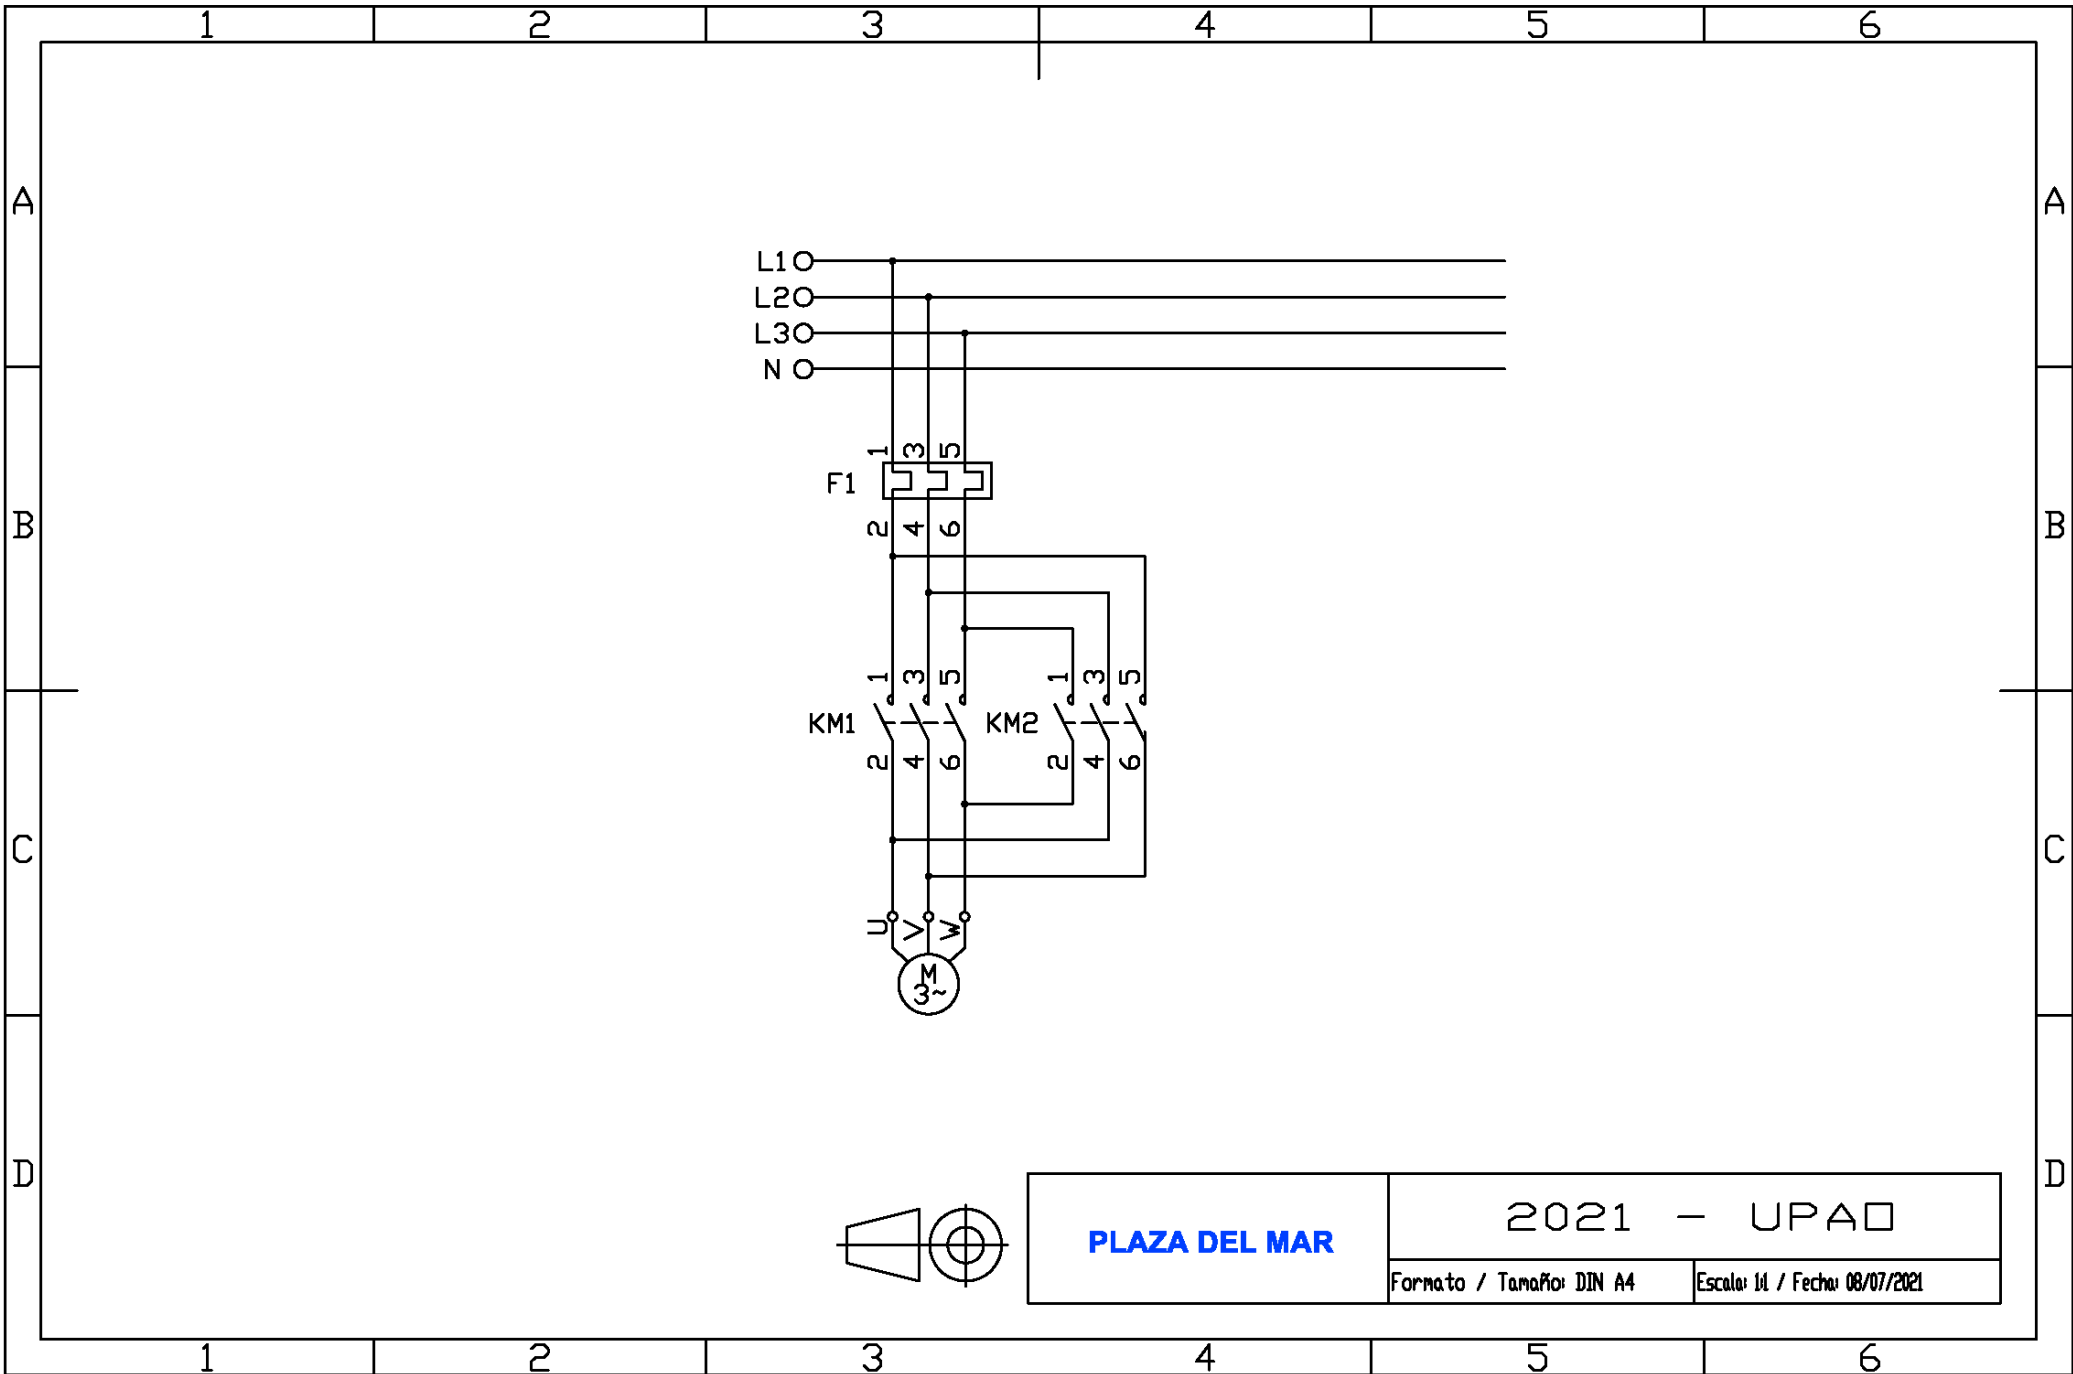 1 2 3 4 5 6
A A
L1
L2
L3
N
1 3 5
F1
2 4 6
B B
1 3 5 1 3 5
KM1 KM2
2 4 6 2 4 6
C C
U V W
M
3~
D D
PLAZA DEL MAR
2021 - UPAO
Formato / Tamaño: DIN A4
Escala: 1:1 / Fecha: 08/07/2021
1 2 3 4 5 6